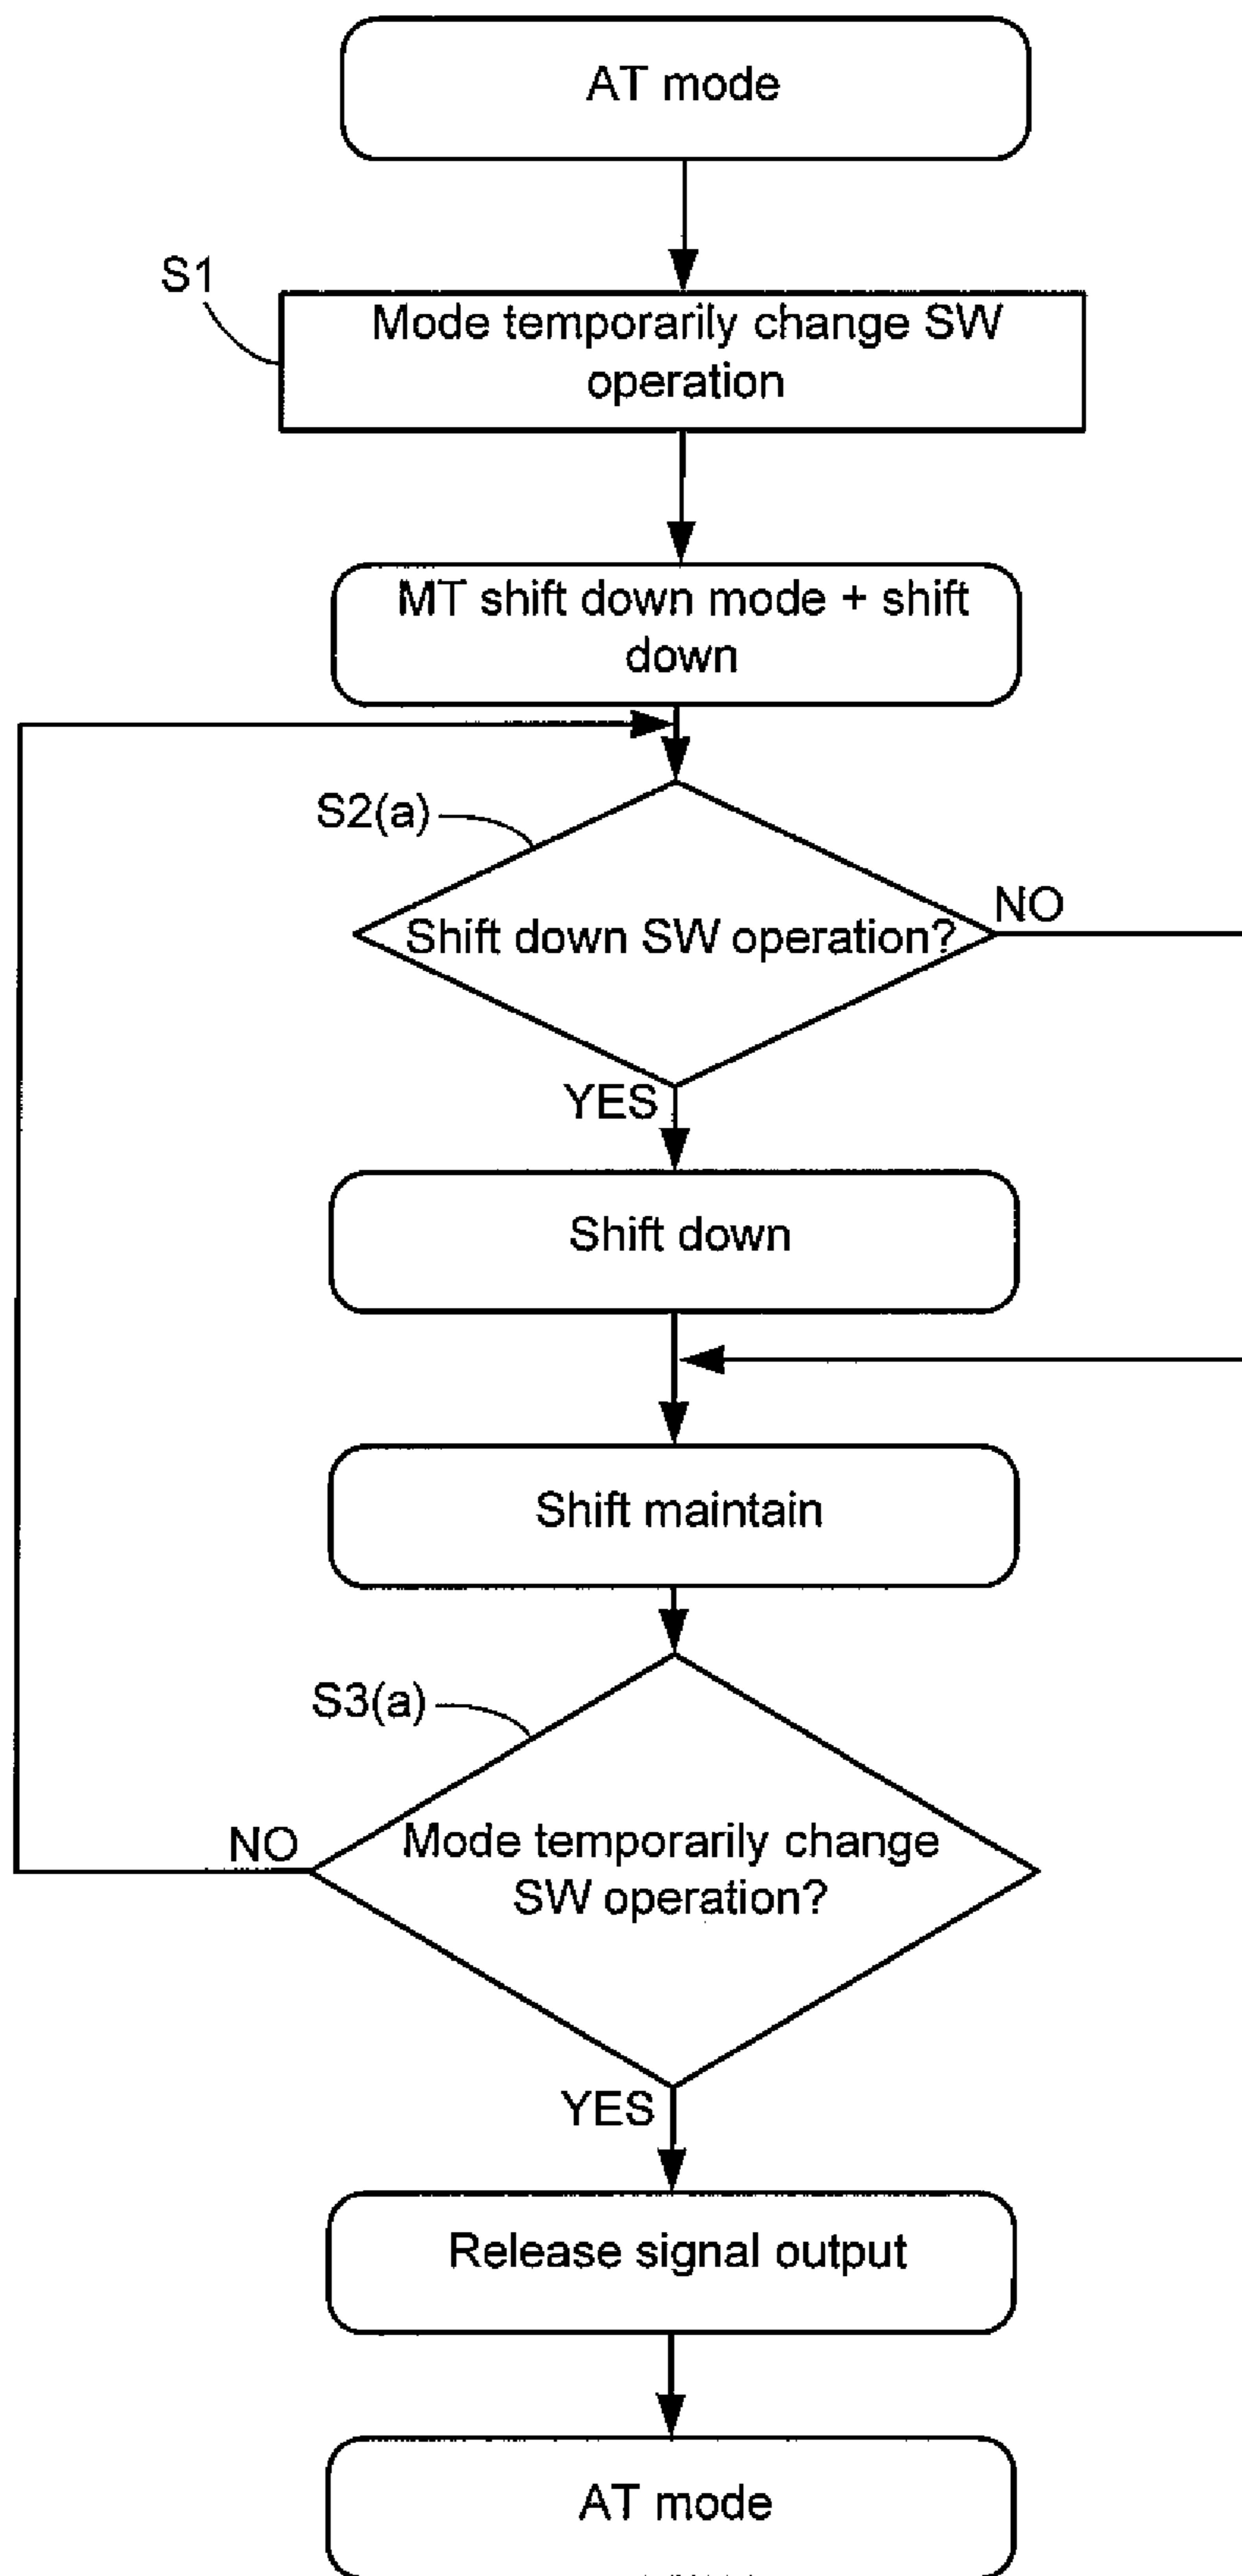 AT mode
S1
Mode temporarily change SW
operation
MT shift down mode + shift
down
S2(a)
Shift down SW operation?
NO
YES
Shift down
Shift maintain
S3(a)
Mode temporarily change
SW operation?
NO
YES
Release signal output
AT mode